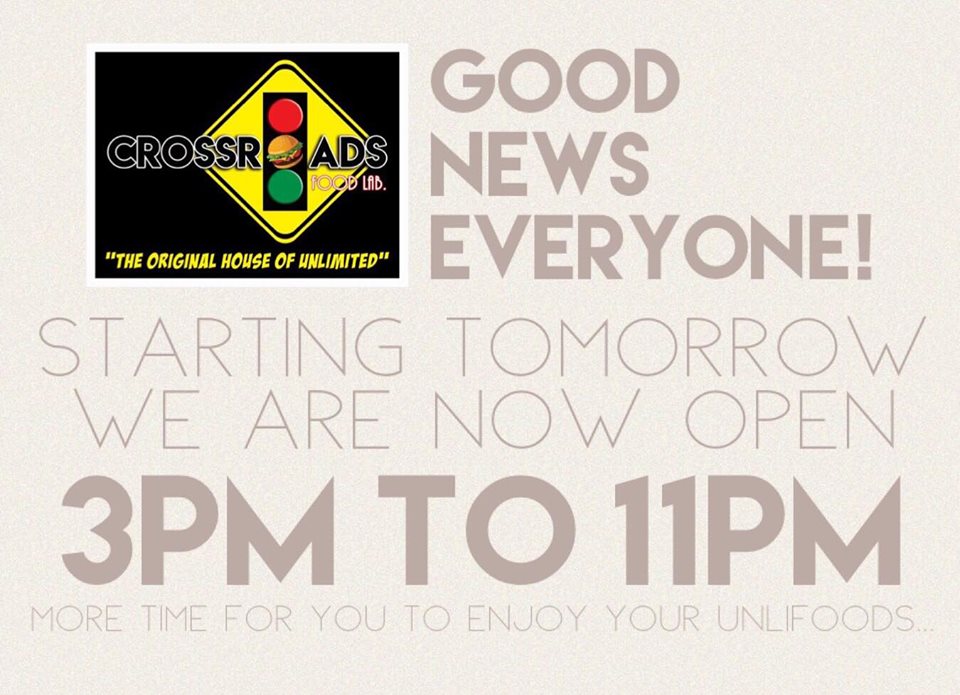 CROSSROADS
FOOD LAB.
"THE ORIGINAL HOUSE OF UNLIMITED"
GOOD
NEWS
EVERYONE!
STARTING TOMORROW
WE ARE NOW OPEN
3PM TO 11PM
MORE TIME FOR YOU TO ENJOY YOUR UNLIFOODS...